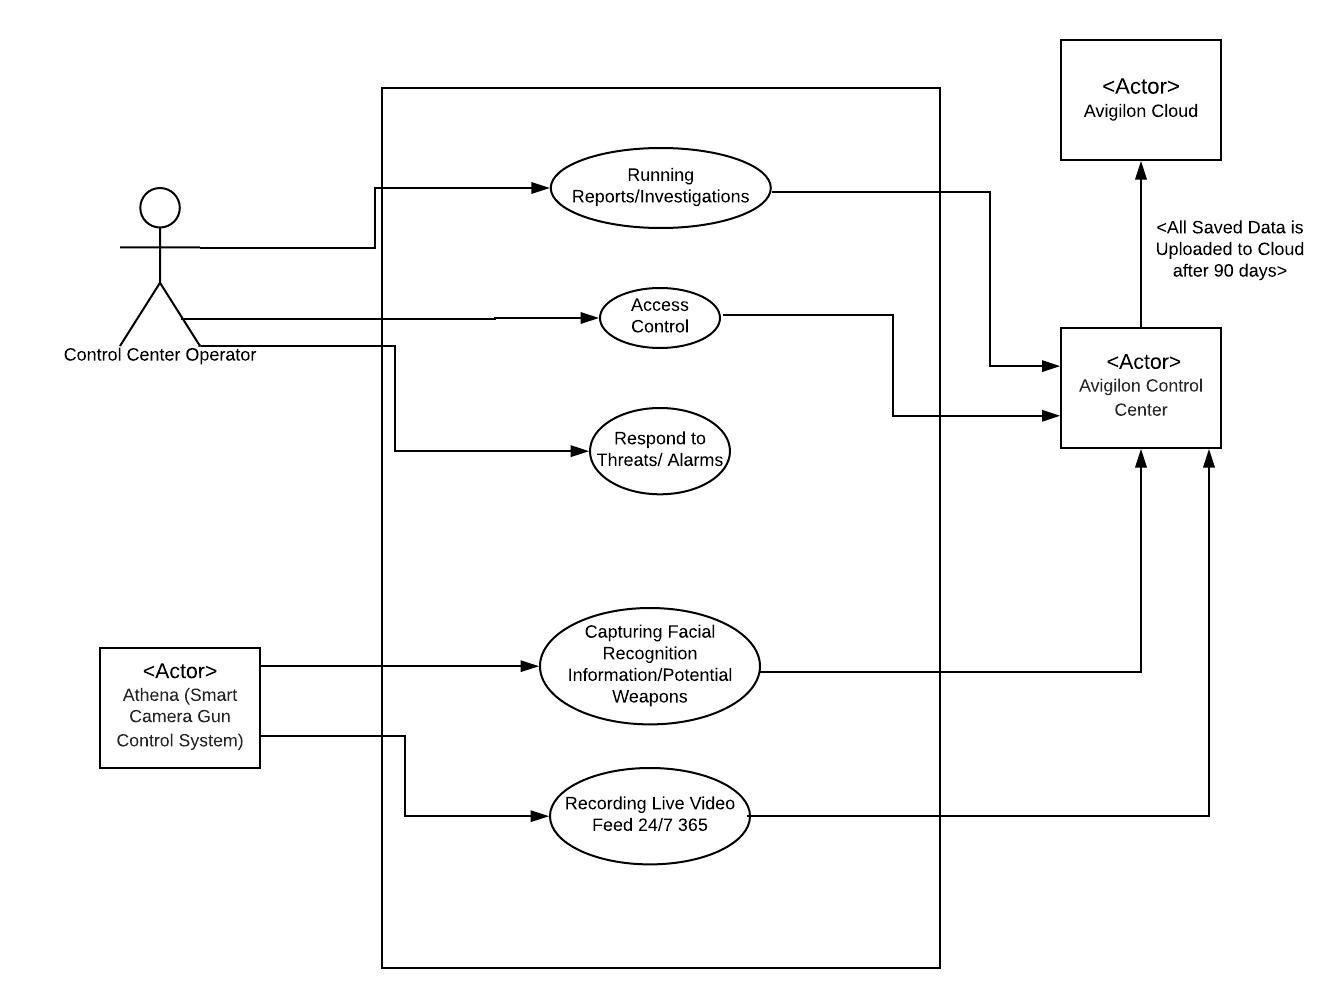 <Actor>
Avigilon Cloud
Running
Reports/Investigations
<All Saved Data is
Uploaded to Cloud
after 90 days>
Access
Control
Control Center Operator
<Actor>
Avigilon Control
Center
Respond to
Threats/ Alarms
Capturing Facial
Recognition
Information/Potential
Weapons
<Actor>
Athena (Smart
Camera Gun
Control System)
Recording Live Video
Feed 24/7 365